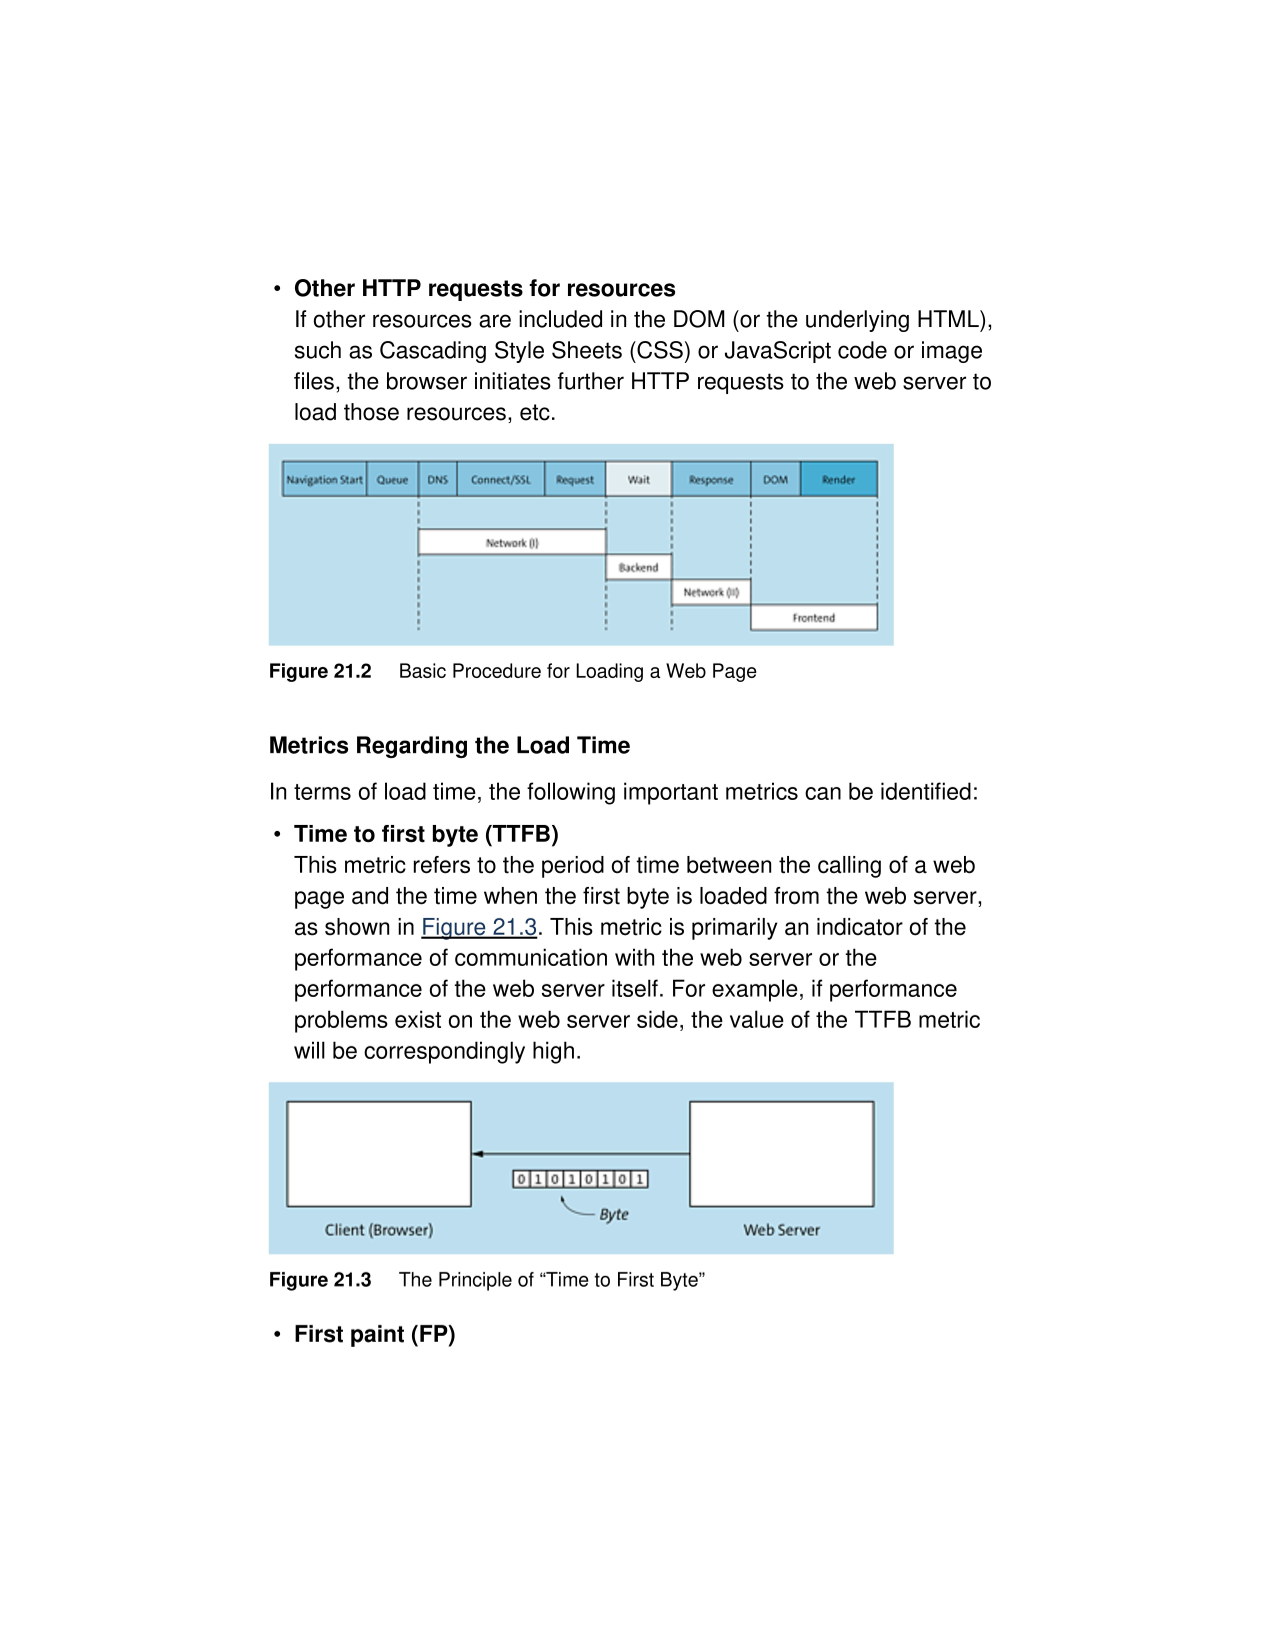 • Other HTTP requests for resources
If other resources are included in the DOM (or the underlying HTML),
such as Cascading Style Sheets (CSS) or JavaScript code or image
files, the browser initiates further HTTP requests to the web server to
load those resources, etc.
Navigation Start Queue DNS Connect/SSL Request Wait Response DOM Render
Network (I)
Backend
Network (II)
Frontend
Figure 21.2 Basic Procedure for Loading a Web Page
Metrics Regarding the Load Time
In terms of load time, the following important metrics can be identified:
• Time to first byte (TTFB)
This metric refers to the period of time between the calling of a web
page and the time when the first byte is loaded from the web server,
as shown in Figure 21.3. This metric is primarily an indicator of the
performance of communication with the web server or the
performance of the web server itself. For example, if performance
problems exist on the web server side, the value of the TTFB metric
will be correspondingly high.
0 1 0 1 0 1 0 1
Byte
Client (Browser) Web Server
Figure 21.3 The Principle of “Time to First Byte”
• First paint (FP)